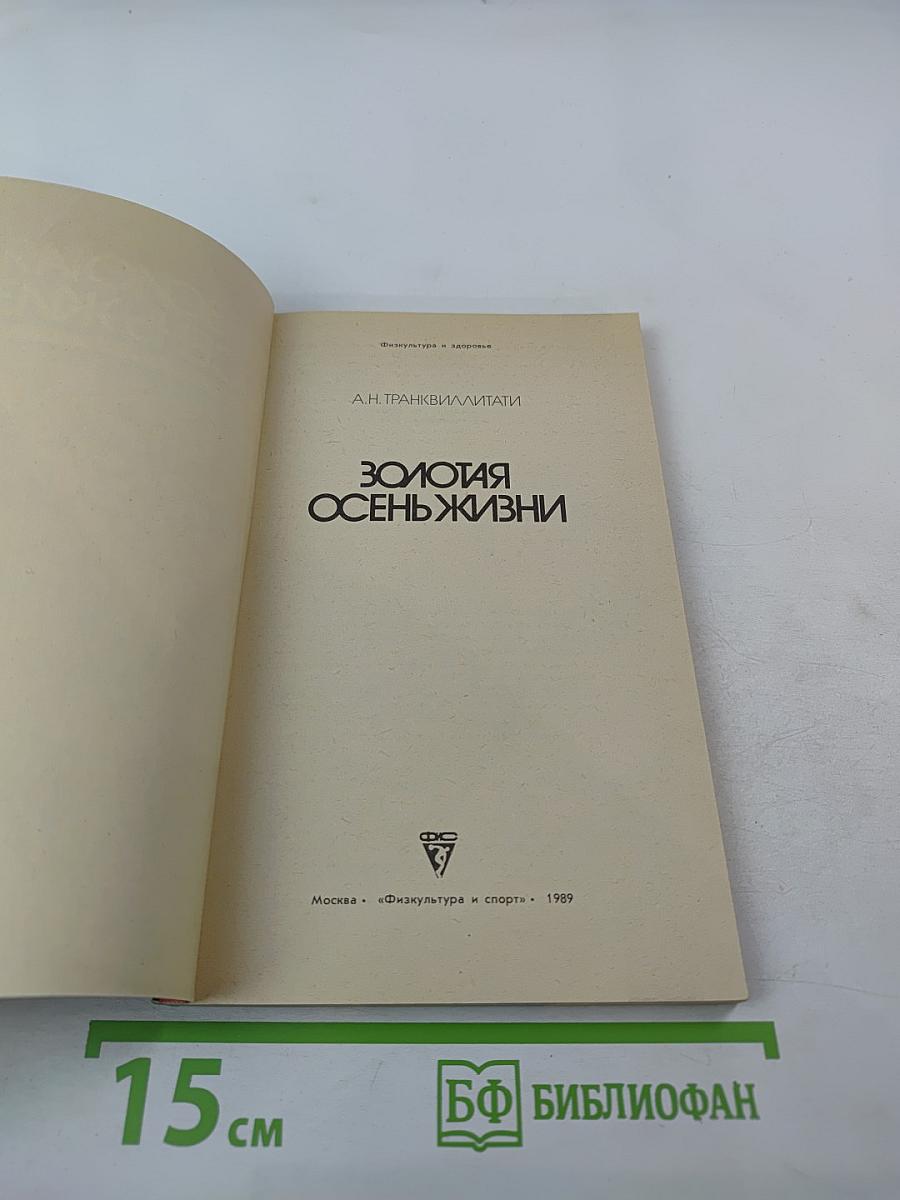 Физкультура и здоровье
А.Н. ТРАНКВИЛЛИТАТИ
ЗОЛОТАЯ
ОСЕНЬ ЖИЗНИ
ФиС
Москва • «Физкультура и спорт» • 1989
15 см
БФ БИБЛИОФАН